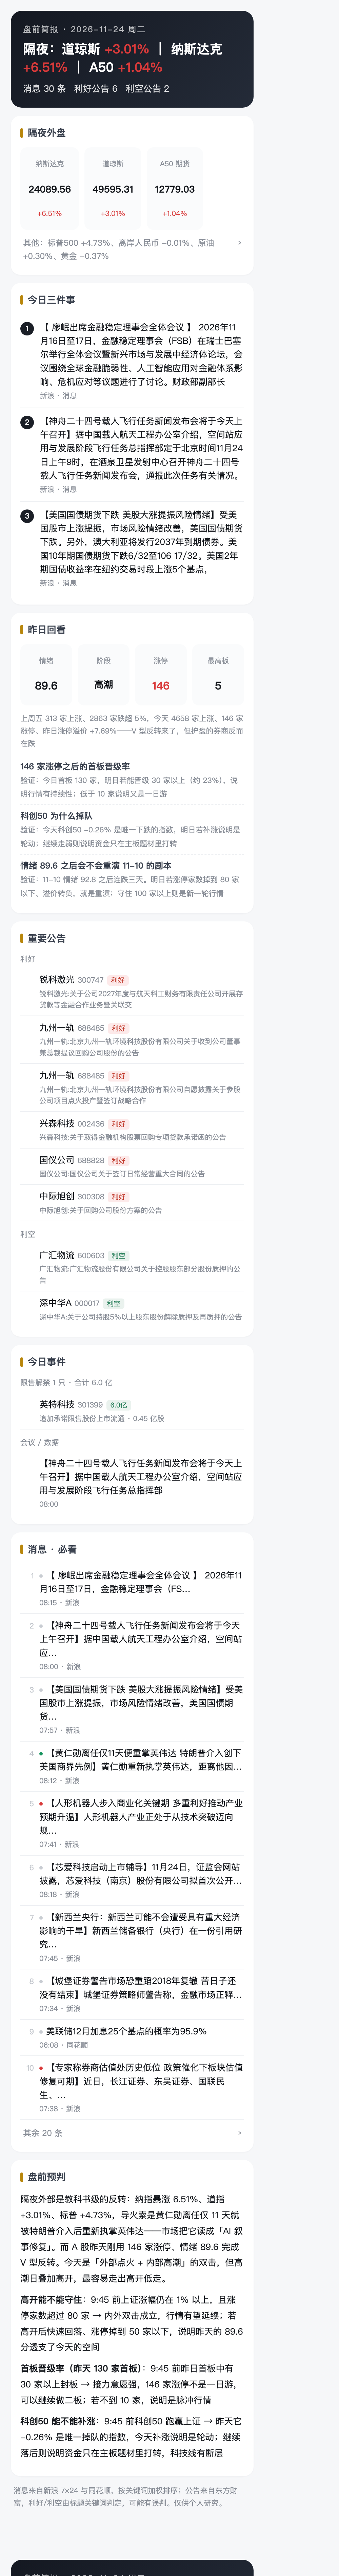 盘前简报 · 2026-11-24 周二
隔夜：道琼斯 +3.01% ｜ 纳斯达克
+6.51% ｜ A50 +1.04%
消息 30 条 利好公告 6 利空公告 2
隔夜外盘
纳斯达克 道琼斯 A50 期货
24089.56 49595.31 12779.03
+6.51% +3.01% +1.04%
其他：标普500 +4.73%、离岸人民币 -0.01%、原油 ›
+0.30%、黄金 -0.37%
今日三件事
1 【 廖岷出席金融稳定理事会全体会议 】 2026年11
月16日至17日，金融稳定理事会（FSB）在瑞士巴塞
尔举行全体会议暨新兴市场与发展中经济体论坛，会
议围绕全球金融脆弱性、人工智能应用对金融体系影
响、危机应对等议题进行了讨论。财政部副部长
新浪 · 消息
2 【神舟二十四号载人飞行任务新闻发布会将于今天上
午召开】据中国载人航天工程办公室介绍，空间站应
用与发展阶段飞行任务总指挥部定于北京时间11月24
日上午9时，在酒泉卫星发射中心召开神舟二十四号
载人飞行任务新闻发布会，通报此次任务有关情况。
新浪 · 消息
3 【美国国债期货下跌 美股大涨提振风险情绪】受美
国股市上涨提振，市场风险情绪改善，美国国债期货
下跌。另外，澳大利亚将发行2037年到期债券。美
国10年期国债期货下跌6/32至106 17/32。美国2年
期国债收益率在纽约交易时段上涨5个基点，
新浪 · 消息
昨日回看
情绪 阶段 涨停 最高板
89.6 高潮 146 5
上周五 313 家上涨、2863 家跌超 5%，今天 4658 家上涨、146 家
涨停、昨日涨停溢价 +7.69%——V 型反转来了，但护盘的券商反而
在跌
146 家涨停之后的首板晋级率
验证：今日首板 130 家，明日若能晋级 30 家以上（约 23%），说
明行情有持续性；低于 10 家说明又是一日游
科创50 为什么掉队
验证：今天科创50 -0.26% 是唯一下跌的指数，明日若补涨说明是
轮动；继续走弱则说明资金只在主板题材里打转
情绪 89.6 之后会不会重演 11-10 的剧本
验证：11-10 情绪 92.8 之后连跌三天。明日若涨停家数掉到 80 家
以下、溢价转负，就是重演；守住 100 家以上则是新一轮行情
重要公告
利好
锐科激光 300747 利好
锐科激光:关于公司2027年度与航天科工财务有限责任公司开展存
贷款等金融合作业务暨关联交
九州一轨 688485 利好
九州一轨:北京九州一轨环境科技股份有限公司关于收到公司董事
兼总裁提议回购公司股份的公告
九州一轨 688485 利好
九州一轨:北京九州一轨环境科技股份有限公司自愿披露关于参股
公司项目点火投产暨签订战略合作
兴森科技 002436 利好
兴森科技:关于取得金融机构股票回购专项贷款承诺函的公告
国仪公司 688828 利好
国仪公司:国仪公司关于签订日常经营重大合同的公告
中际旭创 300308 利好
中际旭创:关于回购公司股份方案的公告
利空
广汇物流 600603 利空
广汇物流:广汇物流股份有限公司关于控股股东部分股份质押的公
告
深中华A 000017 利空
深中华A:关于公司持股5%以上股东股份解除质押及再质押的公告
今日事件
限售解禁 1 只 · 合计 6.0 亿
英特科技 301399 6.0亿
追加承诺限售股份上市流通 · 0.45 亿股
会议 / 数据
【神舟二十四号载人飞行任务新闻发布会将于今天上
午召开】据中国载人航天工程办公室介绍，空间站应
用与发展阶段飞行任务总指挥部
08:00
消息 · 必看
1 【 廖岷出席金融稳定理事会全体会议 】 2026年11
月16日至17日，金融稳定理事会（FS…
08:15 · 新浪
2 【神舟二十四号载人飞行任务新闻发布会将于今天
上午召开】据中国载人航天工程办公室介绍，空间站
应…
08:00 · 新浪
3 【美国国债期货下跌 美股大涨提振风险情绪】受美
国股市上涨提振，市场风险情绪改善，美国国债期
货…
07:57 · 新浪
4 【黄仁勋离任仅11天便重掌英伟达 特朗普介入创下
美国商界先例】黄仁勋重新执掌英伟达，距离他因…
08:12 · 新浪
5 【人形机器人步入商业化关键期 多重利好推动产业
预期升温】人形机器人产业正处于从技术突破迈向
规…
07:41 · 新浪
6 【芯爱科技启动上市辅导】11月24日，证监会网站
披露，芯爱科技（南京）股份有限公司拟首次公开…
08:18 · 新浪
7 【新西兰央行：新西兰可能不会遭受具有重大经济
影响的干旱】新西兰储备银行（央行）在一份引用研
究…
07:45 · 新浪
8 【城堡证券警告市场恐重蹈2018年复辙 苦日子还
没有结束】城堡证券策略师警告称，金融市场正释…
07:34 · 新浪
9 美联储12月加息25个基点的概率为95.9%
06:08 · 同花顺
10 【专家称券商估值处历史低位 政策催化下板块估值
修复可期】近日，长江证券、东吴证券、国联民
生、…
07:38 · 新浪
其余 20 条 ›
盘前预判
隔夜外部是教科书级的反转：纳指暴涨 6.51%、道指
+3.01%、标普 +4.73%，导火索是黄仁勋离任仅 11 天就
被特朗普介入后重新执掌英伟达——市场把它读成「AI 叙
事修复」。而 A 股昨天刚用 146 家涨停、情绪 89.6 完成
V 型反转。今天是「外部点火 + 内部高潮」的双击，但高
潮日叠加高开，最容易走出高开低走。
高开能不能守住：9:45 前上证涨幅仍在 1% 以上，且涨
停家数超过 80 家 → 内外双击成立，行情有望延续；若
高开后快速回落、涨停掉到 50 家以下，说明昨天的 89.6
分透支了今天的空间
首板晋级率（昨天 130 家首板）：9:45 前昨日首板中有
30 家以上封板 → 接力意愿强，146 家涨停不是一日游，
可以继续做二板；若不到 10 家，说明是脉冲行情
科创50 能不能补涨：9:45 前科创50 跑赢上证 → 昨天它
-0.26% 是唯一掉队的指数，今天补涨说明是轮动；继续
落后则说明资金只在主板题材里打转，科技线有断层
消息来自新浪 7×24 与同花顺，按关键词加权排序；公告来自东方财
富，利好/利空由标题关键词判定，可能有误判。仅供个人研究。